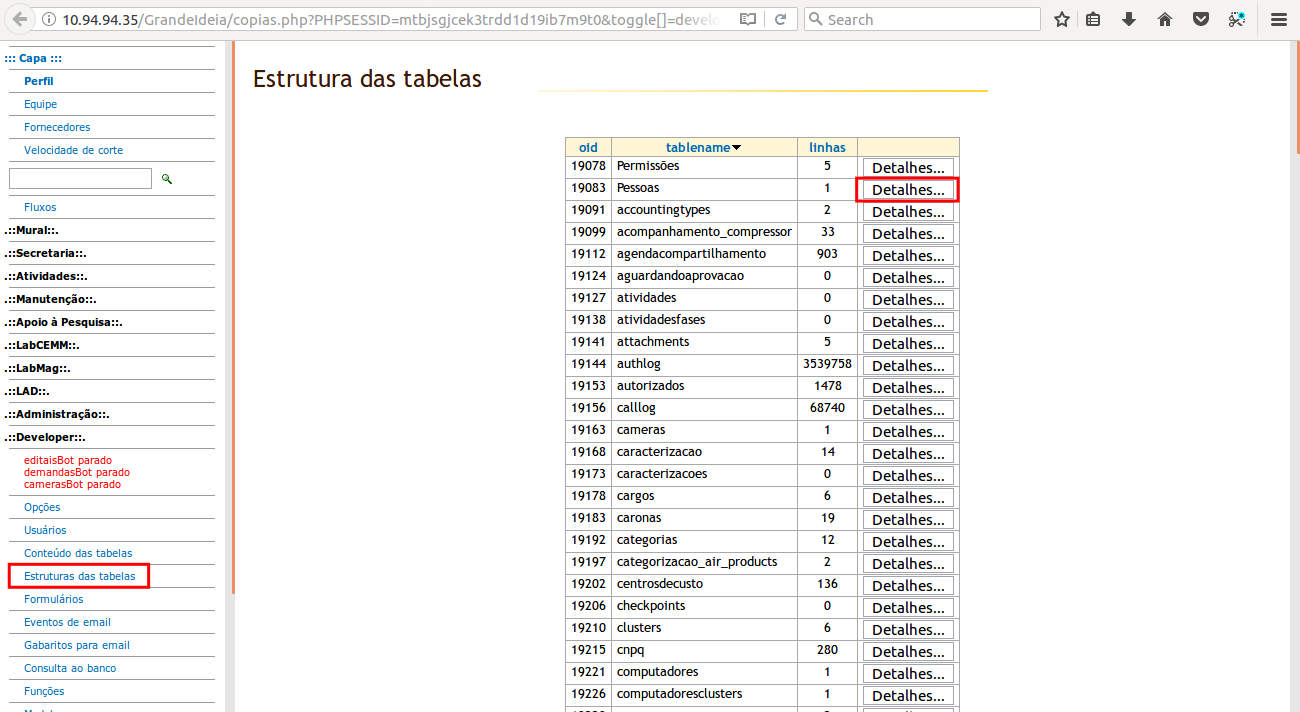 10.94.94.35/GrandeIdeia/copias.php?PHPSESSID=mtbjsgjcek3trdd1d19ib7m9t0&toggle[]=develo
Search
::: Capa :::
Perfil
Equipe
Fornecedores
Velocidade de corte
Fluxos
.::Mural::.
.::Secretaria::.
.::Atividades::.
.::Manutenção::.
.::Apoio à Pesquisa::.
.::LabCEMM::.
.::LabMag::.
.::LAD::.
.::Administração::.
.::Developer::.
editaisBot parado
demandasBot parado
camerasBot parado
Opções
Usuários
Conteúdo das tabelas
Estruturas das tabelas
Formulários
Eventos de email
Gabaritos para email
Consulta ao banco
Funções
Estrutura das tabelas
oid tablename linhas
19078 Permissões 5 Detalhes...
19083 Pessoas 1 Detalhes...
19091 accountingtypes 2 Detalhes...
19099 acompanhamento_compressor 33 Detalhes...
19112 agendacompartilhamento 903 Detalhes...
19124 aguardandoaprovacao 0 Detalhes...
19127 atividades 0 Detalhes...
19138 atividadesfases 0 Detalhes...
19141 attachments 5 Detalhes...
19144 authlog 3539758 Detalhes...
19153 autorizados 1478 Detalhes...
19156 calllog 68740 Detalhes...
19163 cameras 1 Detalhes...
19168 caracterizacao 14 Detalhes...
19173 caracterizacoes 0 Detalhes...
19178 cargos 6 Detalhes...
19183 caronas 19 Detalhes...
19192 categorias 12 Detalhes...
19197 categorizacao_air_products 2 Detalhes...
19202 centrosdecusto 136 Detalhes...
19206 checkpoints 0 Detalhes...
19210 clusters 6 Detalhes...
19215 cnpq 280 Detalhes...
19221 computadores 1 Detalhes...
19226 computadoresclusters 1 Detalhes...